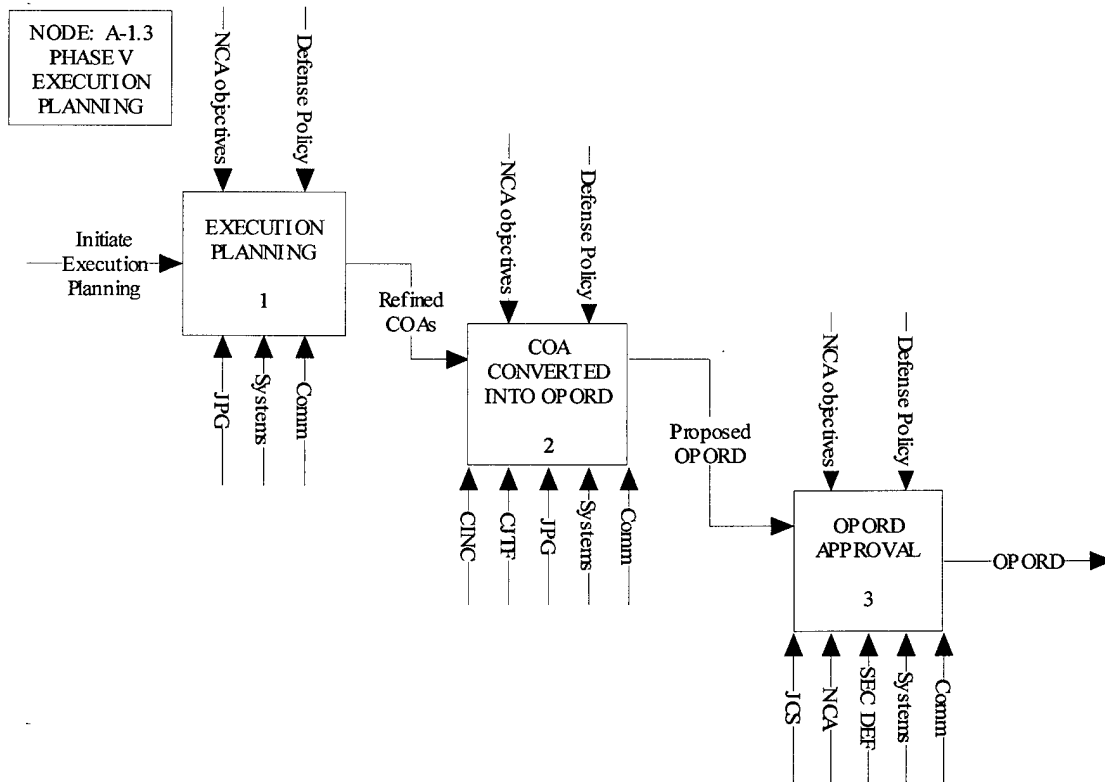 NODE: A-1.3
PHASE V
EXECUTION
PLANNING
NCA objectives
Defense Policy
Initiate
Execution
Planning
EXECUTION
PLANNING
1
JPG
Systems
Comm
Refined
COAs
NCA objectives
Defense Policy
COA
CONVERTED
INTO OPORD
2
CINC
CJTF
JPG
Systems
Comm
Proposed
OPORD
NCA objectives
Defense Policy
OPORD
APPROVAL
3
JCS
NCA
SEC DEF
Systems
Comm
OPORD